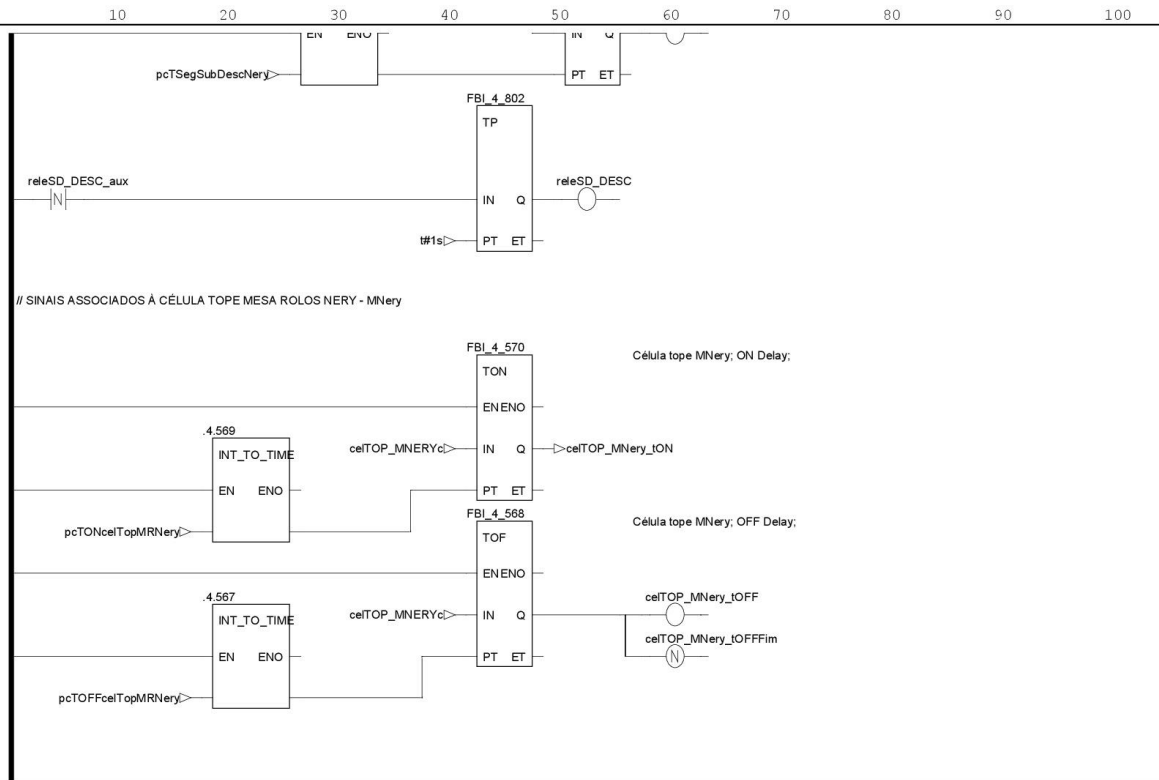 10 20 30 40 50 60 70 80 90 100
EN ENO IN Q
pcTSegSubDescNery PT ET
FBI_4_802
TP
releSD_DESC_aux releSD_DESC
N IN Q
t#1s PT ET
// SINAIS ASSOCIADOS À CÉLULA TOPE MESA ROLOS NERY - MNery
FBI_4_570
Célula tope MNery; ON Delay;
TON
EN ENO
.4.569
INT_TO_TIME celTOP_MNERYc IN Q celTOP_MNery_tON
EN ENO PT ET
pcTONcelTopMRNery
FBI_4_568
Célula tope MNery; OFF Delay;
TOF
EN ENO
.4.567
celTOP_MNery_tOFF
INT_TO_TIME celTOP_MNERYc IN Q
celTOP_MNery_tOFFFim
EN ENO PT ET N
pcTOFFcelTopMRNery